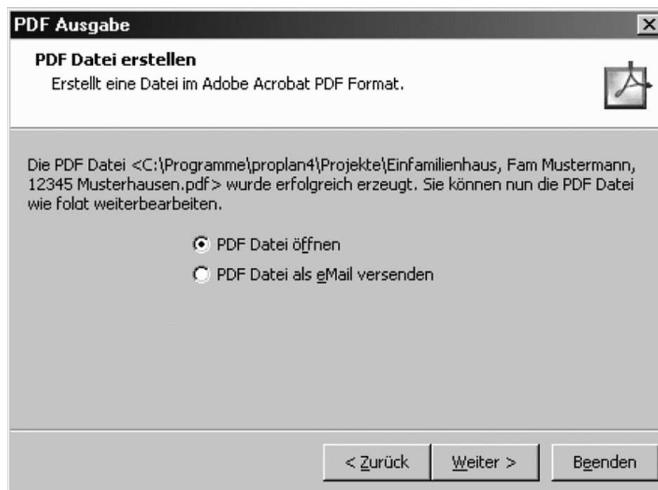 PDF Ausgabe
PDF Datei erstellen
Erstellt eine Datei im Adobe Acrobat PDF Format.
Die PDF Datei <C:\Programme\proplan4\Projekte\Einfamilienhaus, Fam Mustermann,
12345 Musterhausen.pdf> wurde erfolgreich erzeugt. Sie können nun die PDF Datei
wie folgt weiterbearbeiten.
PDF Datei öffnen
PDF Datei als eMail versenden
< Zurück Weiter > Beenden